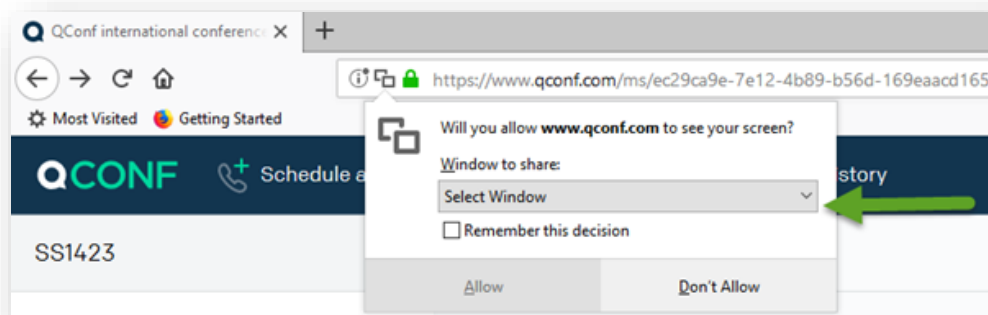 QConf international conference
https://www.qconf.com/ms/ec29ca9e-7e12-4b89-b56d-169eaacd165
Most Visited Getting Started
Will you allow www.qconf.com to see your screen?
Window to share:
Select Window
Remember this decision
Allow Don't Allow
QCONF Schedule a story
SS1423